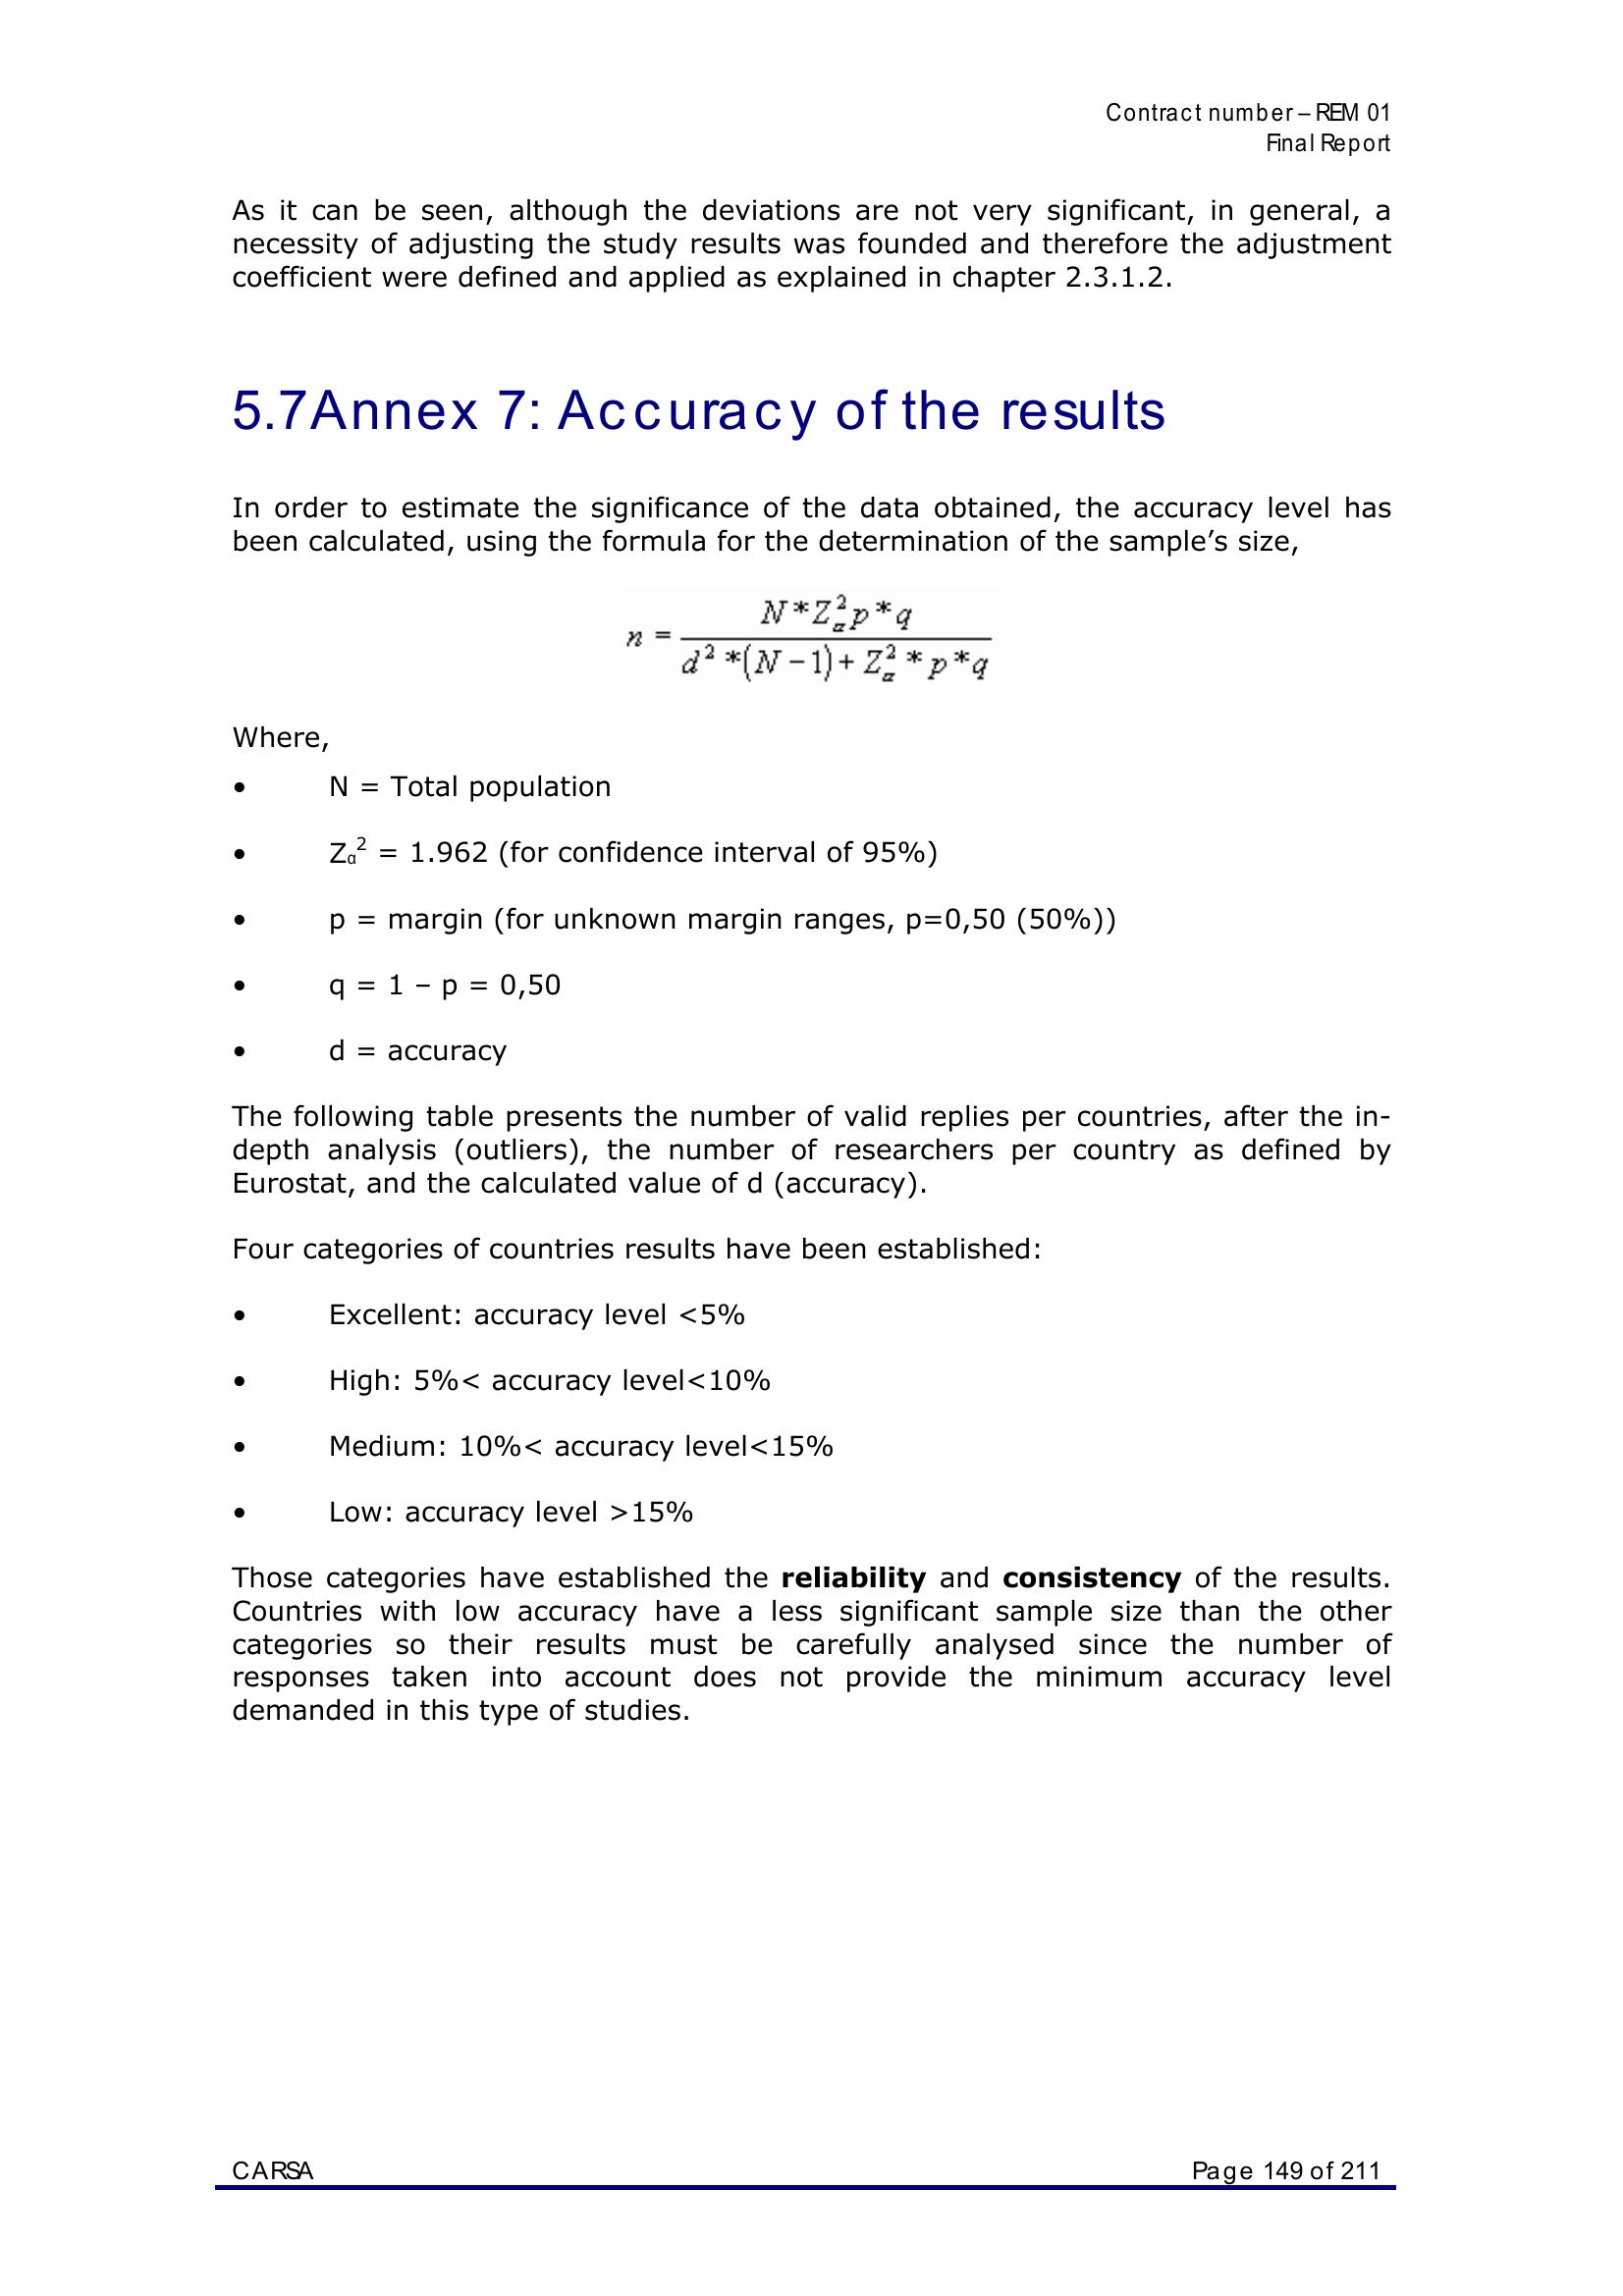 Contract number – REM 01
Final Report
As it can be seen, although the deviations are not very significant, in general, a
necessity of adjusting the study results was founded and therefore the adjustment
coefficient were defined and applied as explained in chapter 2.3.1.2.
5.7Annex 7: Accuracy of the results
In order to estimate the significance of the data obtained, the accuracy level has
been calculated, using the formula for the determination of the sample’s size,
n = \frac{N * Z_α^2 p * q}{d^2 * (N − 1) + Z_α^2 * p * q}
Where,
• N = Total population
• Zα² = 1.962 (for confidence interval of 95%)
• p = margin (for unknown margin ranges, p=0,50 (50%))
• q = 1 – p = 0,50
• d = accuracy
The following table presents the number of valid replies per countries, after the in-
depth analysis (outliers), the number of researchers per country as defined by
Eurostat, and the calculated value of d (accuracy).
Four categories of countries results have been established:
• Excellent: accuracy level <5%
• High: 5%< accuracy level<10%
• Medium: 10%< accuracy level<15%
• Low: accuracy level >15%
Those categories have established the reliability and consistency of the results.
Countries with low accuracy have a less significant sample size than the other
categories so their results must be carefully analysed since the number of
responses taken into account does not provide the minimum accuracy level
demanded in this type of studies.
CARSA Page 149 of 211